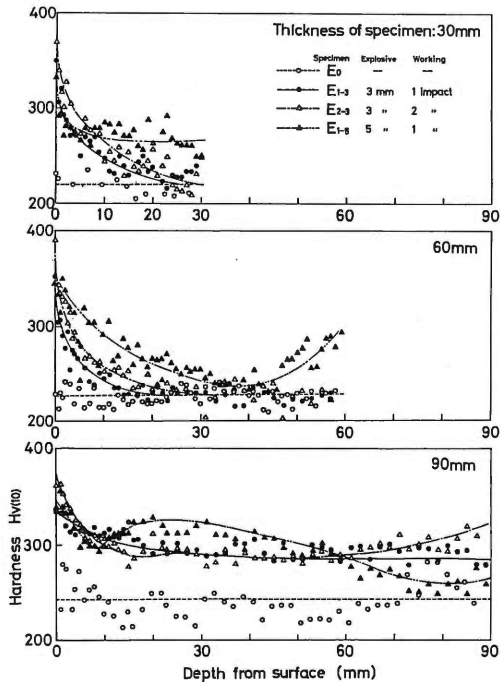 Thickness of specimen:30mm
Specimen Explosive Working
E0 — —
E1-3 3 mm 1 Impact
E2-3 3 " 2 "
E1-5 5 " 1 "
400
300
200
0 10 20 30 60 90
60mm
400
300
200
0 30 60 90
90mm
400
300
200
0 10 20 30 60 90
Hardness Hv(10)
Depth from surface (mm)